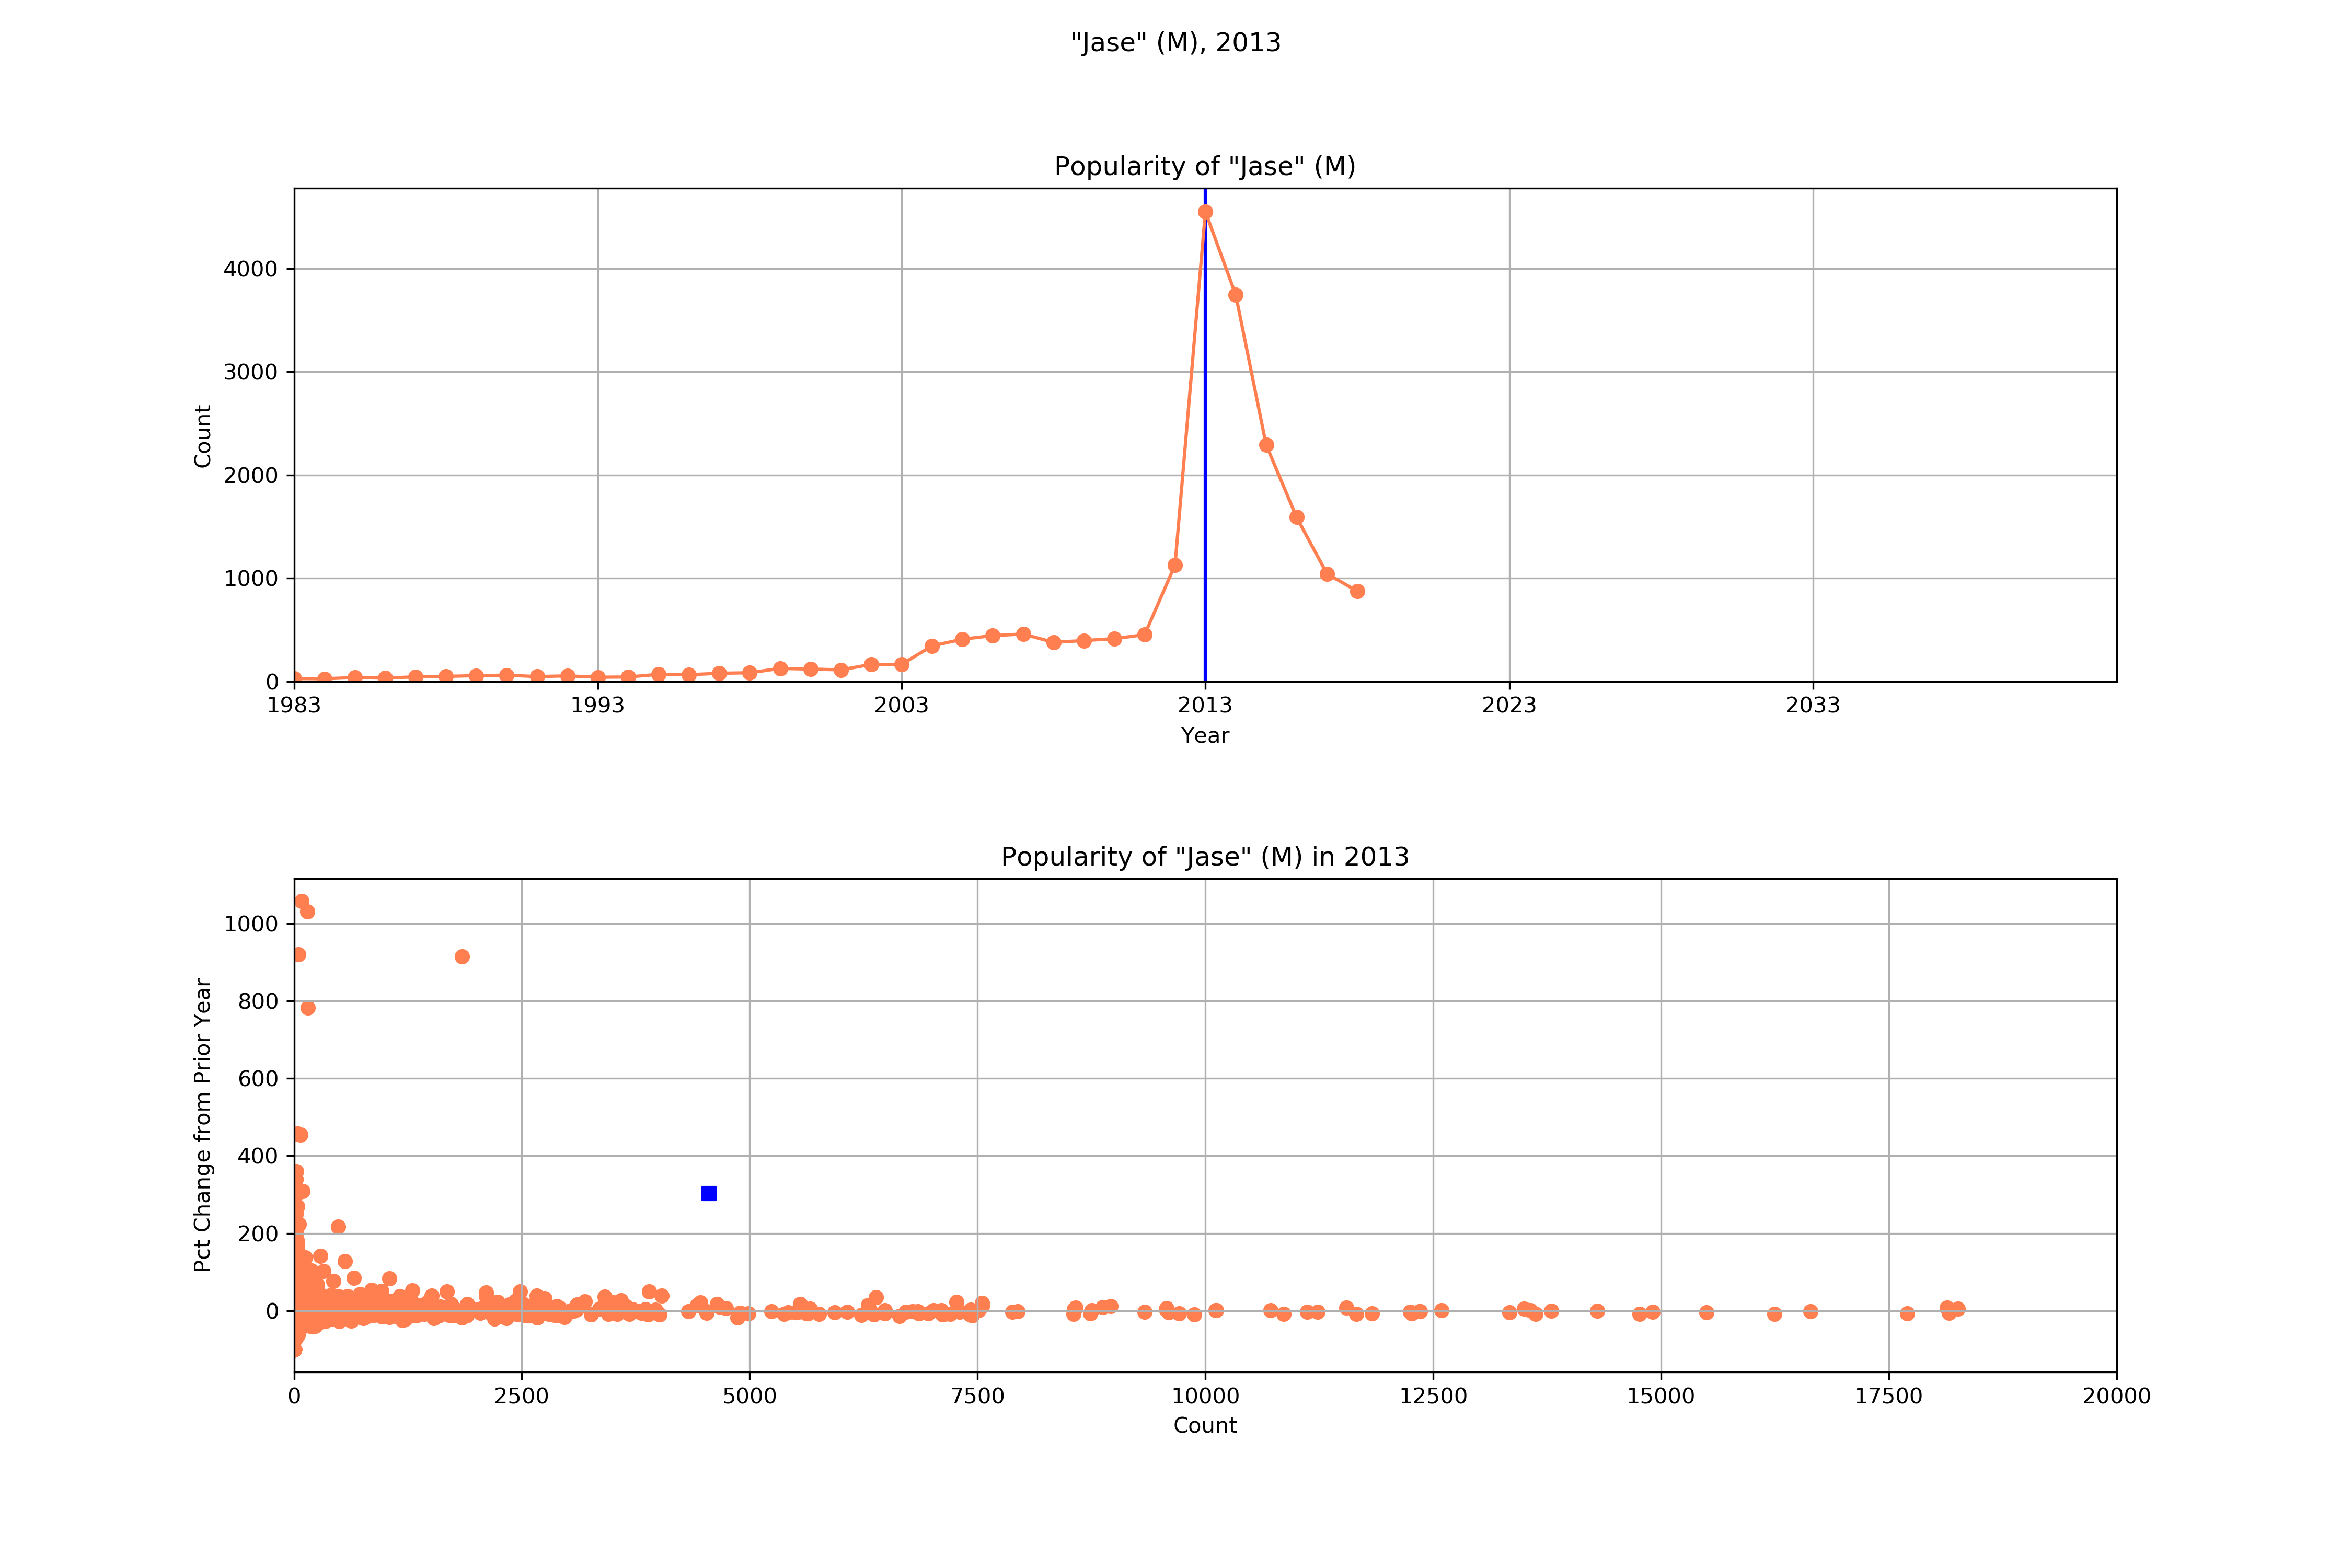 "Jase" (M), 2013
Popularity of "Jase" (M)
4000
3000
2000
1000
0
Count
1983 1993 2003 2013 2023 2033
Year
Popularity of "Jase" (M) in 2013
1000
800
600
400
200
0
Pct Change from Prior Year
0 2500 5000 7500 10000 12500 15000 17500 20000
Count